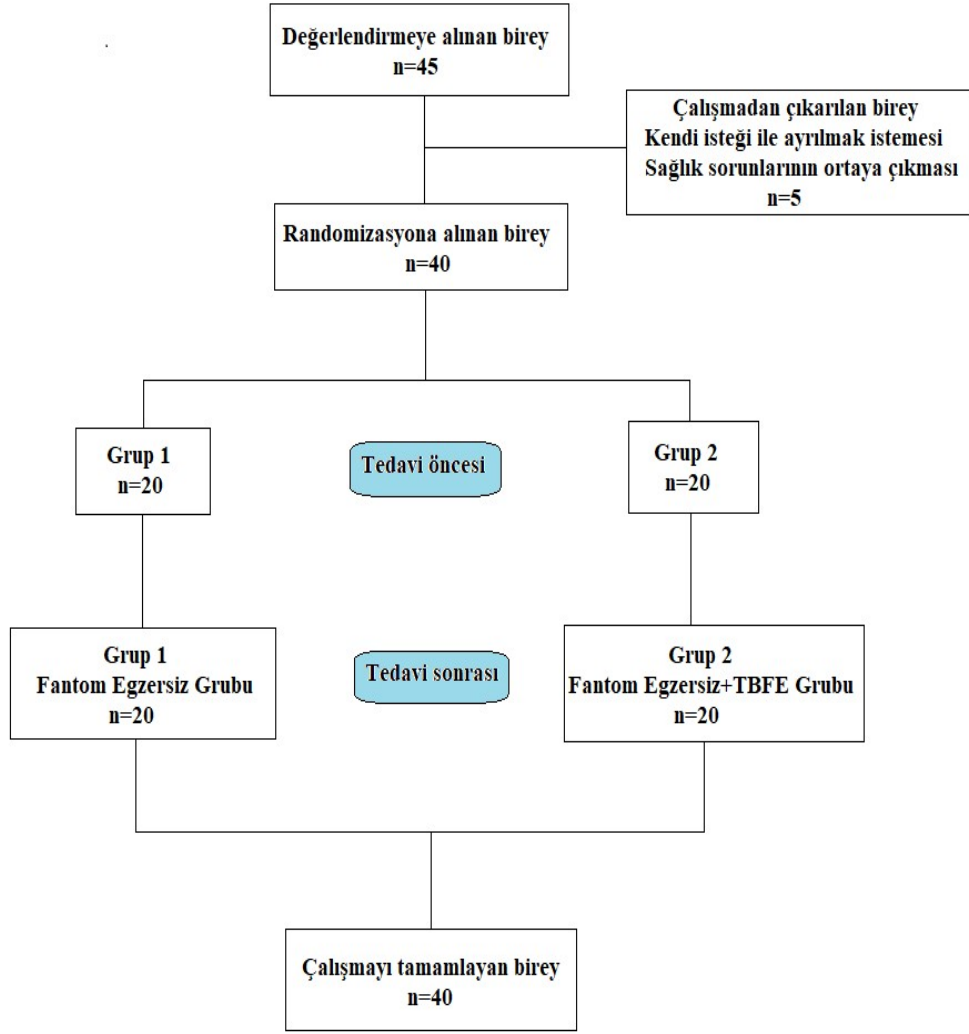 Değerlendirmeye alınan birey
n=45
Çalışmadan çıkarılan birey
Kendi isteği ile ayrılmak istemesi
Sağlık sorunlarının ortaya çıkması
n=5
Randomizasyona alınan birey
n=40
Grup 1
n=20
Tedavi öncesi
Grup 2
n=20
Grup 1
Fantom Egzersiz Grubu
n=20
Tedavi sonrası
Grup 2
Fantom Egzersiz+TBFE Grubu
n=20
Çalışmayı tamamlayan birey
n=40